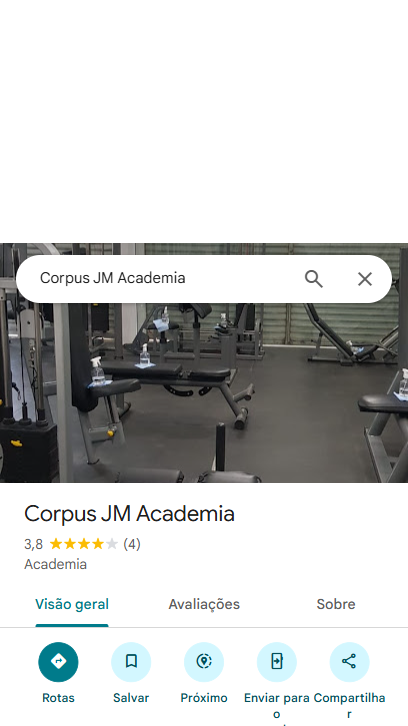 Corpus JM Academia
Corpus JM Academia
3,8 (4)
Academia
Visão geral Avaliações Sobre
Rotas Salvar Próximo Enviar para o Compartilhar